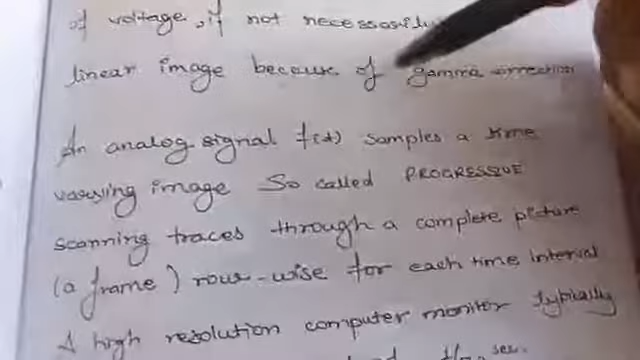 of voltage, if not necessarily
linear image because of gamma correction
An analog signal f(t) samples a time
varying image So called PROGRESSIVE
scanning traces through a complete picture
(a frame) row-wise for each time interval
A high resolution computer monitor typically
sec.